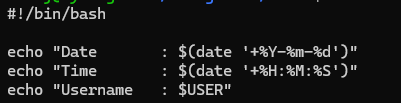 #!/bin/bash
echo "Date        : $(date '+%Y-%m-%d')"
echo "Time        : $(date '+%H:%M:%S')"
echo "Username    : $USER"